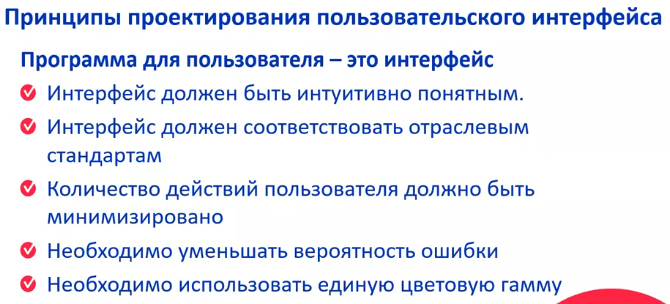 Принципы проектирования пользовательского интерфейса
Программа для пользователя – это интерфейс
Интерфейс должен быть интуитивно понятным.
Интерфейс должен соответствовать отраслевым
стандартам
Количество действий пользователя должно быть
минимизировано
Необходимо уменьшать вероятность ошибки
Необходимо использовать единую цветовую гамму